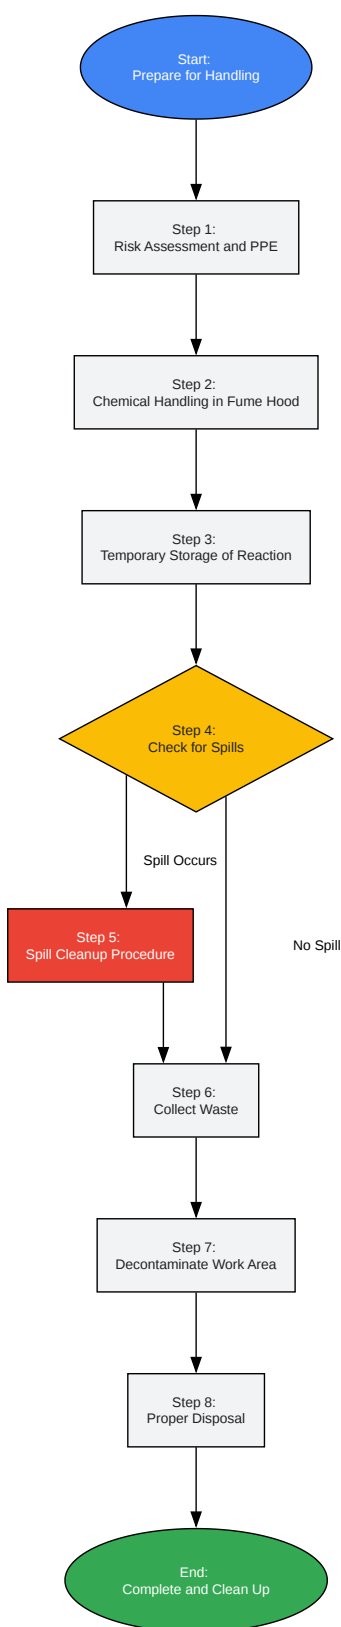 Start:
Prepare for Handling
Step 1:
Risk Assessment and PPE
Step 2:
Chemical Handling in Fume Hood
Step 3:
Temporary Storage of Reaction
Step 4:
Check for Spills
Spill Occurs
Step 5:
Spill Cleanup Procedure
No Spill
Step 6:
Collect Waste
Step 7:
Decontaminate Work Area
Step 8:
Proper Disposal
End:
Complete and Clean Up